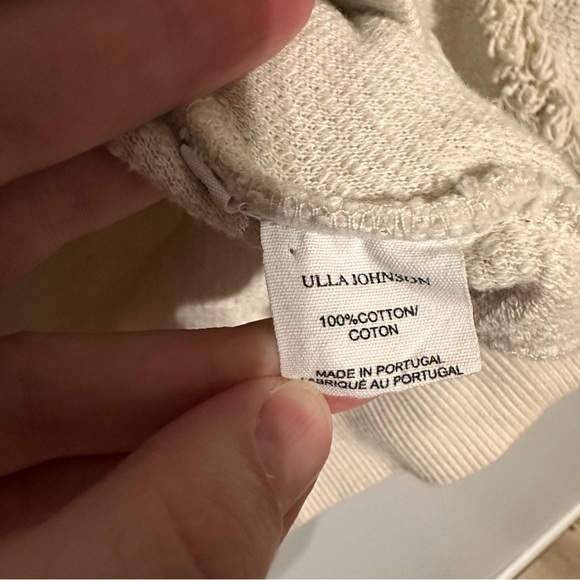 ULLA JOHNSON
100%COTTON/
COTON
MADE IN PORTUGAL
FABRIQUÉ AU PORTUGAL